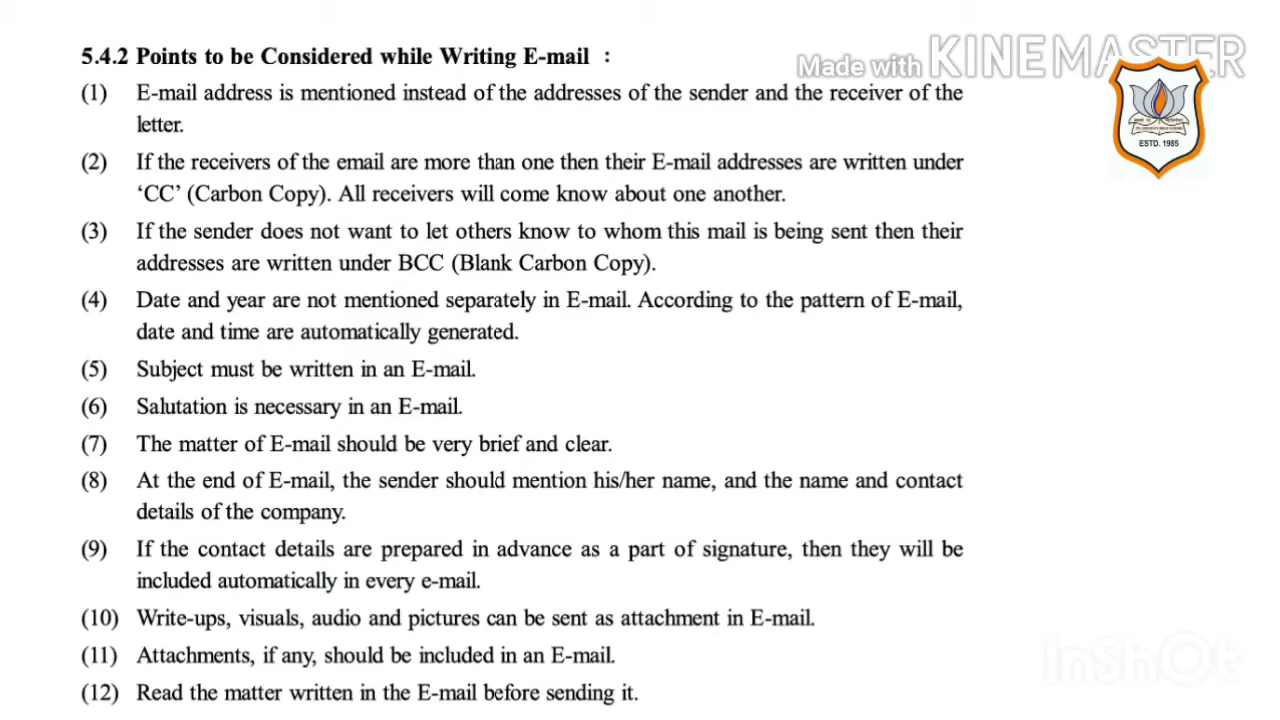 5.4.2 Points to be Considered while Writing E-mail :
Made with KINEMASTER
(1) E-mail address is mentioned instead of the addresses of the sender and the receiver of the
letter.
ESTD. 1985
(2) If the receivers of the email are more than one then their E-mail addresses are written under
‘CC’ (Carbon Copy). All receivers will come know about one another.
(3) If the sender does not want to let others know to whom this mail is being sent then their
addresses are written under BCC (Blank Carbon Copy).
(4) Date and year are not mentioned separately in E-mail. According to the pattern of E-mail,
date and time are automatically generated.
(5) Subject must be written in an E-mail.
(6) Salutation is necessary in an E-mail.
(7) The matter of E-mail should be very brief and clear.
(8) At the end of E-mail, the sender should mention his/her name, and the name and contact
details of the company.
(9) If the contact details are prepared in advance as a part of signature, then they will be
included automatically in every e-mail.
(10) Write-ups, visuals, audio and pictures can be sent as attachment in E-mail.
(11) Attachments, if any, should be included in an E-mail.
InShOt
(12) Read the matter written in the E-mail before sending it.